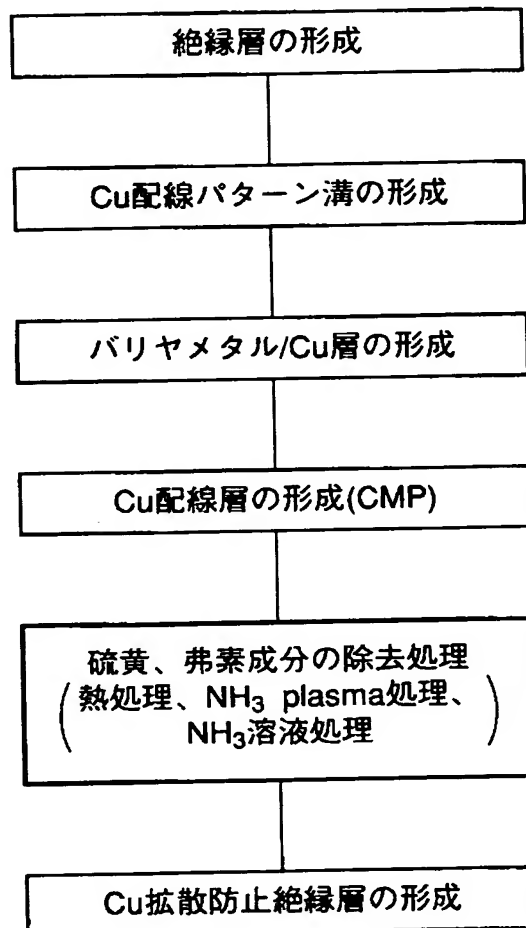 絶縁層の形成
Cu配線パターン溝の形成
バリヤメタル/Cu層の形成
Cu配線層の形成(CMP)
硫黄、弗素成分の除去処理
(熱処理、NH₃ plasma処理、
NH₃溶液処理)
Cu拡散防止絶縁層の形成